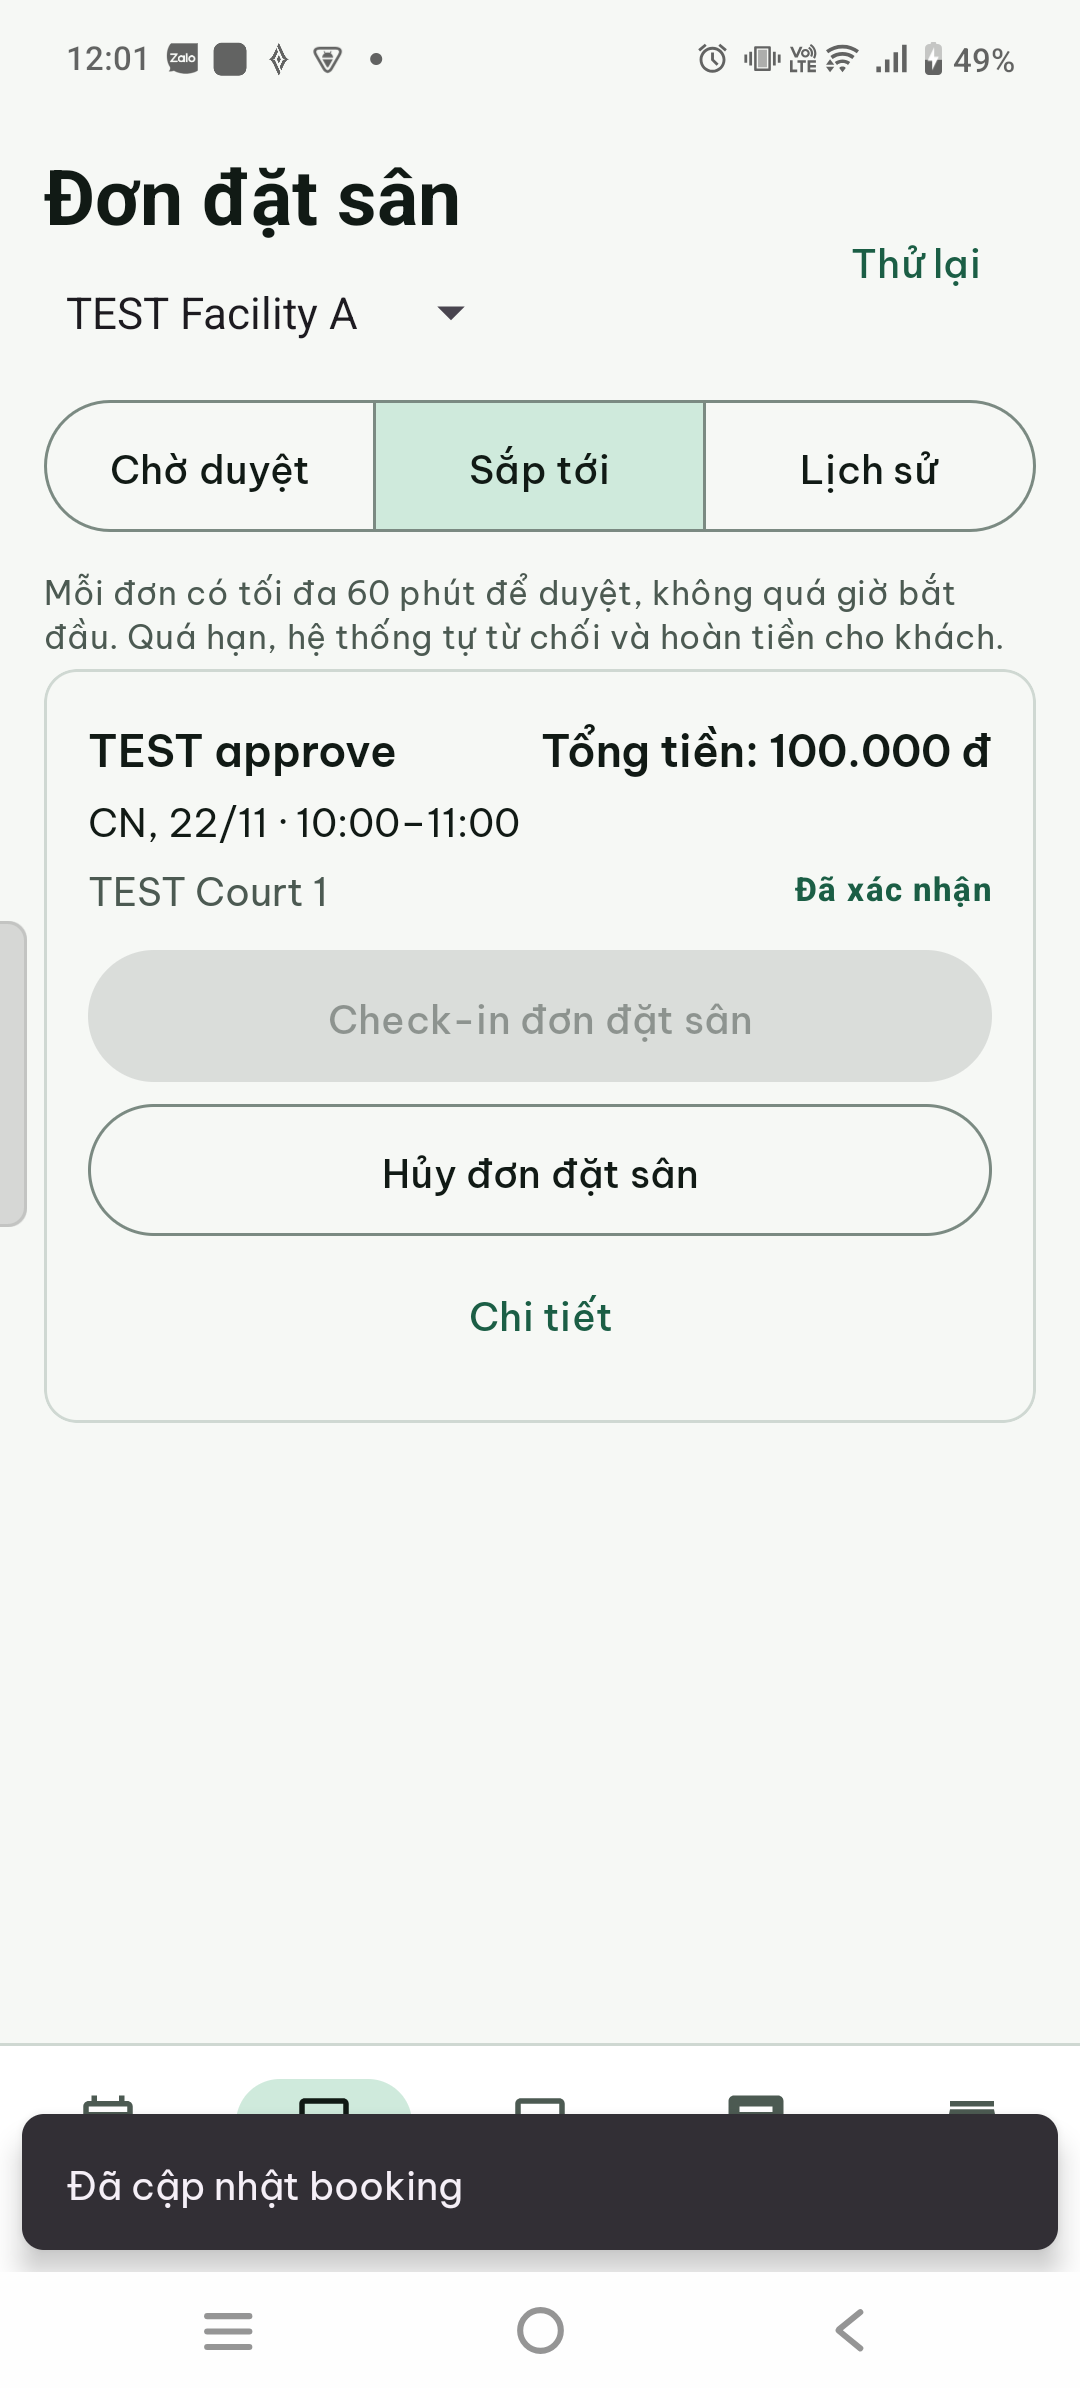 12:01 Zalo VoLTE 49%
Đơn đặt sân
Thử lại
TEST Facility A
Chờ duyệt Sắp tới Lịch sử
Mỗi đơn có tối đa 60 phút để duyệt, không quá giờ bắt
đầu. Quá hạn, hệ thống tự từ chối và hoàn tiền cho khách.
TEST approve Tổng tiền: 100.000 đ
CN, 22/11 · 10:00–11:00
TEST Court 1 Đã xác nhận
Check-in đơn đặt sân
Hủy đơn đặt sân
Chi tiết
Đã cập nhật booking